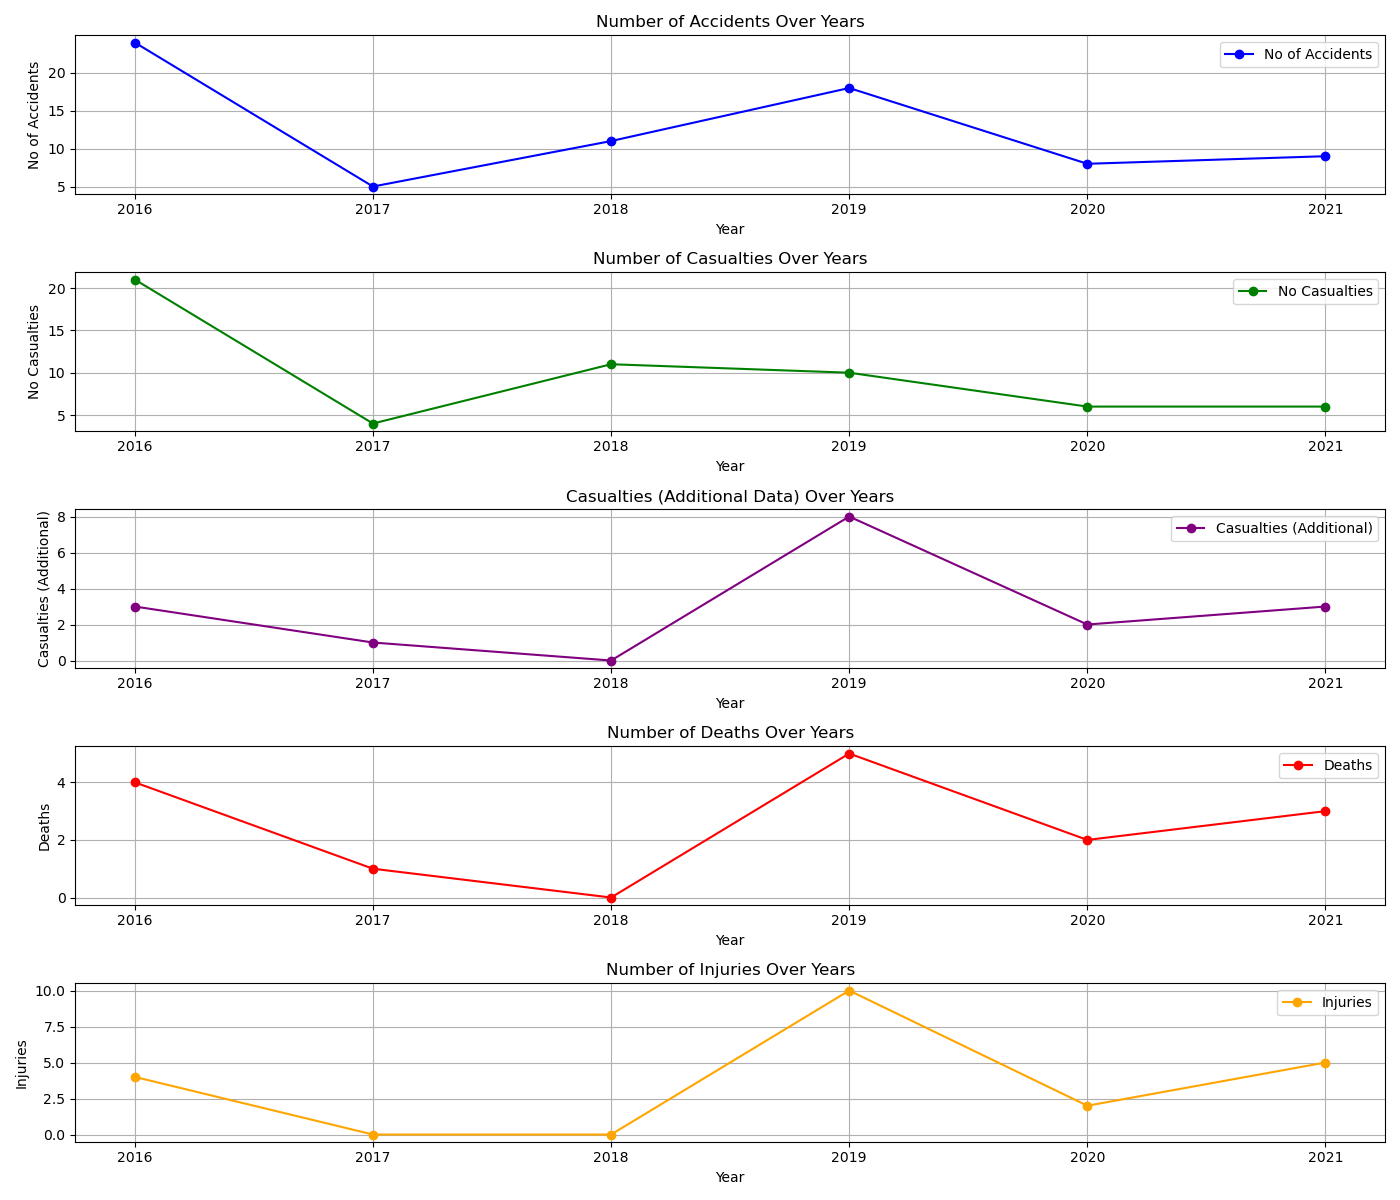 Number of Accidents Over Years
No of Accidents
No of Accidents
20
15
10
5
2016 2017 2018 2019 2020 2021
Year
Number of Casualties Over Years
No Casualties
No Casualties
20
15
10
5
2016 2017 2018 2019 2020 2021
Year
Casualties (Additional Data) Over Years
Casualties (Additional)
Casualties (Additional)
8
6
4
2
0
2016 2017 2018 2019 2020 2021
Year
Number of Deaths Over Years
Deaths
Deaths
4
2
0
2016 2017 2018 2019 2020 2021
Year
Number of Injuries Over Years
Injuries
Injuries
10.0
7.5
5.0
2.5
0.0
2016 2017 2018 2019 2020 2021
Year